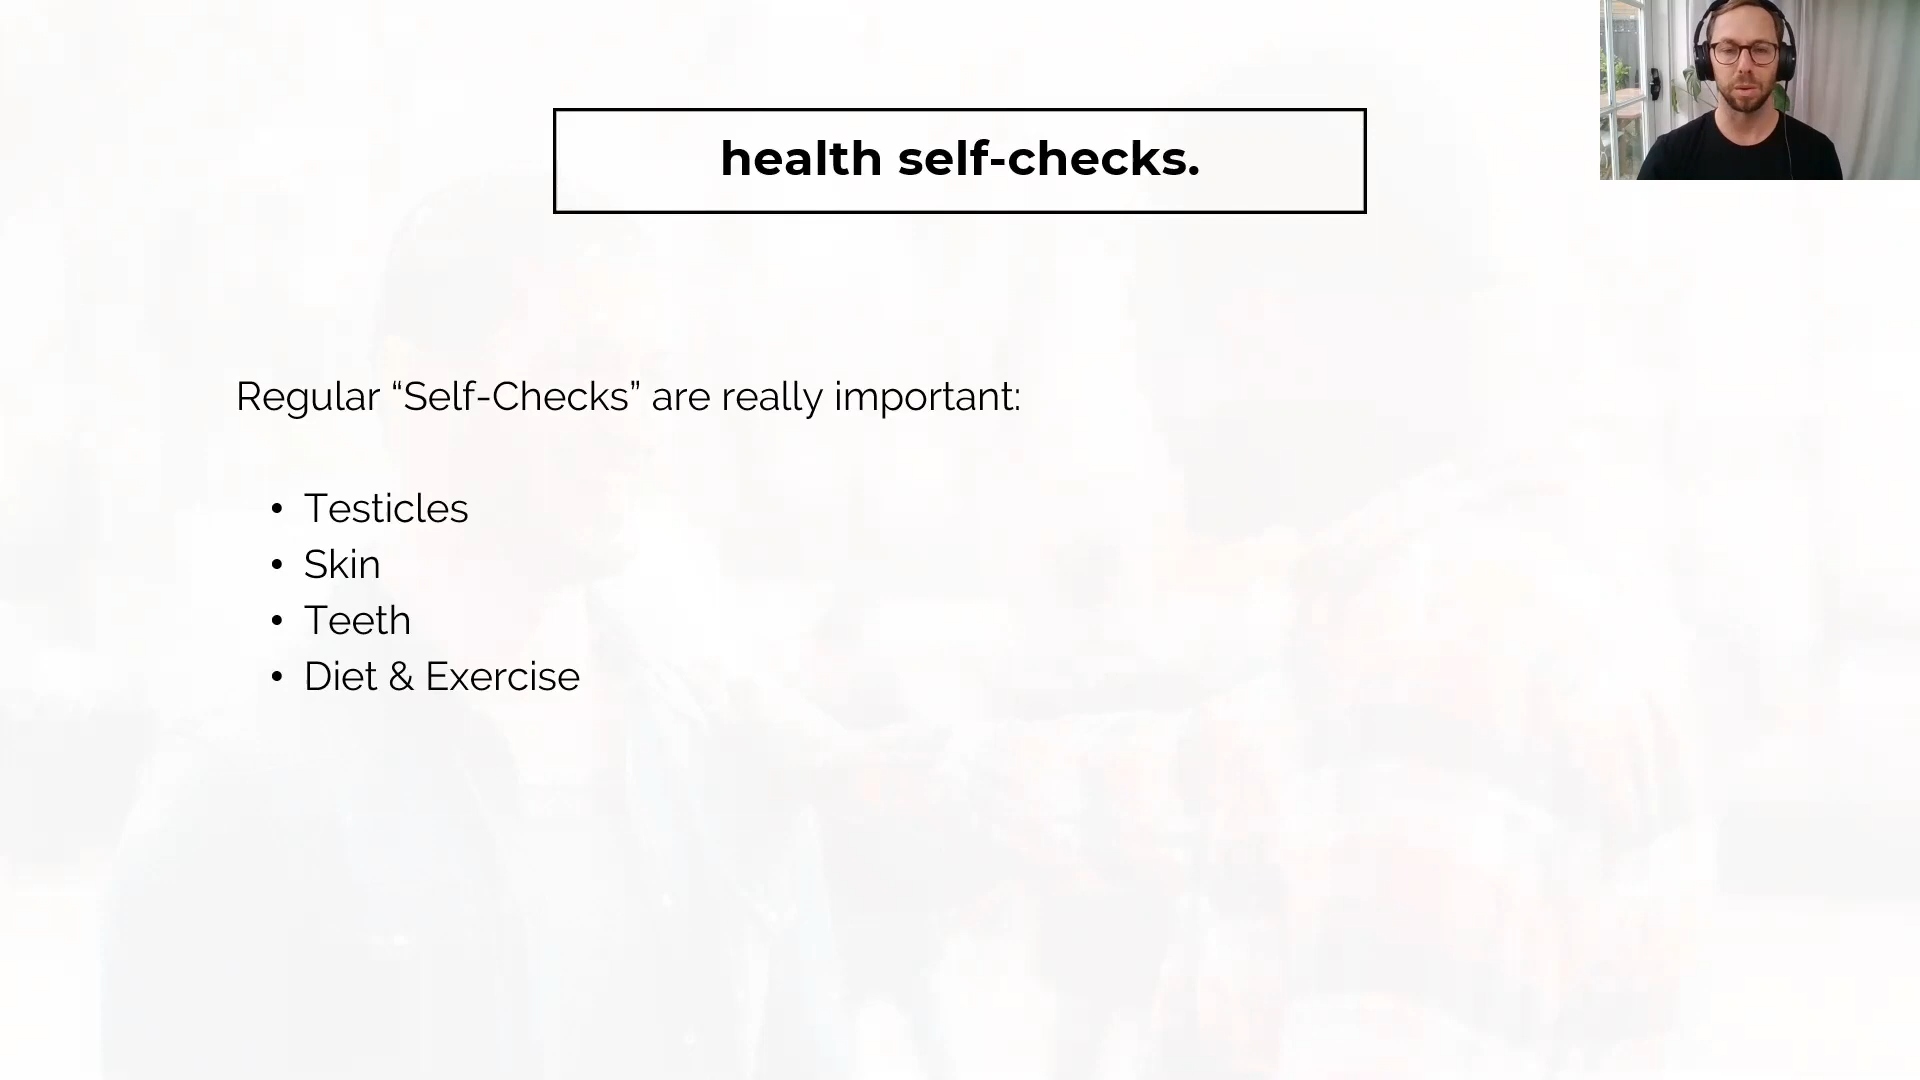 health self-checks.
Regular “Self-Checks” are really important:
• Testicles
• Skin
• Teeth
• Diet & Exercise